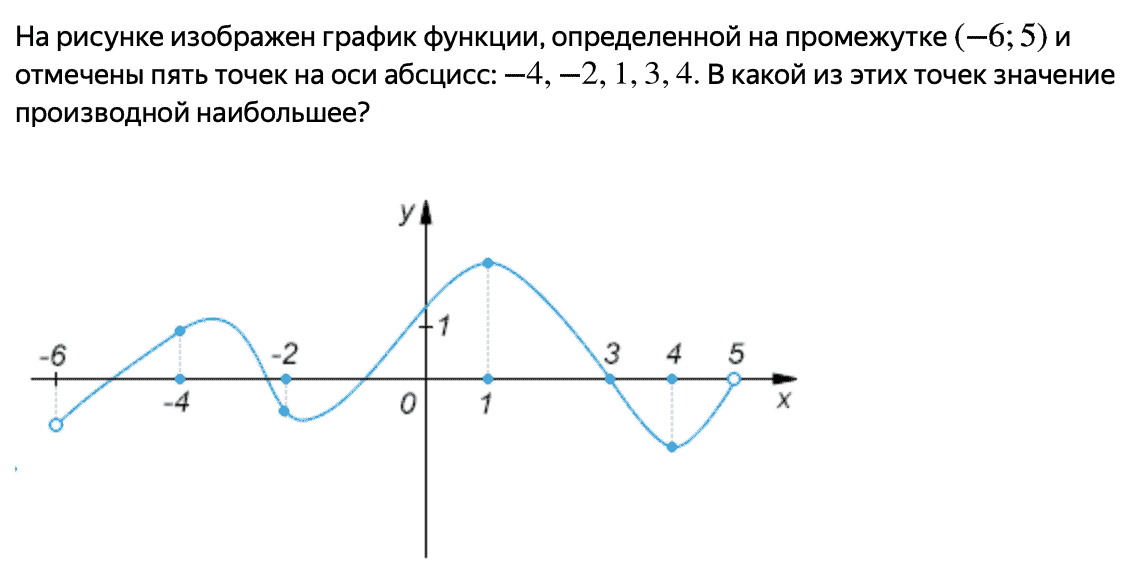 На рисунке изображен график функции, определенной на промежутке (−6; 5) и
отмечены пять точек на оси абсцисс: −4, −2, 1, 3, 4. В какой из этих точек значение
производной наибольшее?
y
1
-6
-2
3
4
5
-4
0
1
x